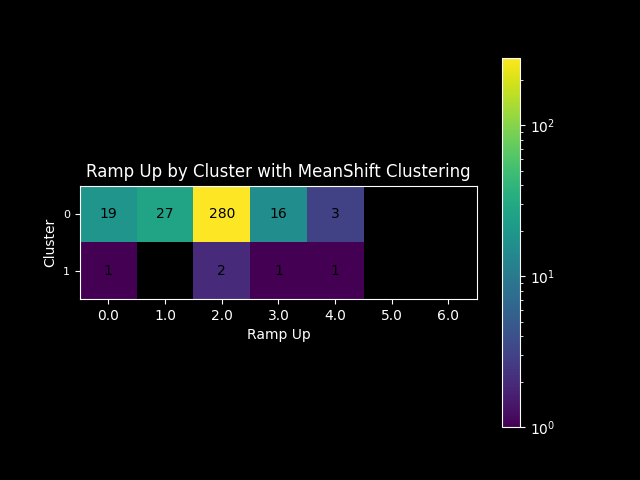 Ramp Up by Cluster with MeanShift Clustering
Cluster
0 19 27 280 16 3
1 1 2 1 1
0.0 1.0 2.0 3.0 4.0 5.0 6.0
Ramp Up
10²
10¹
10⁰